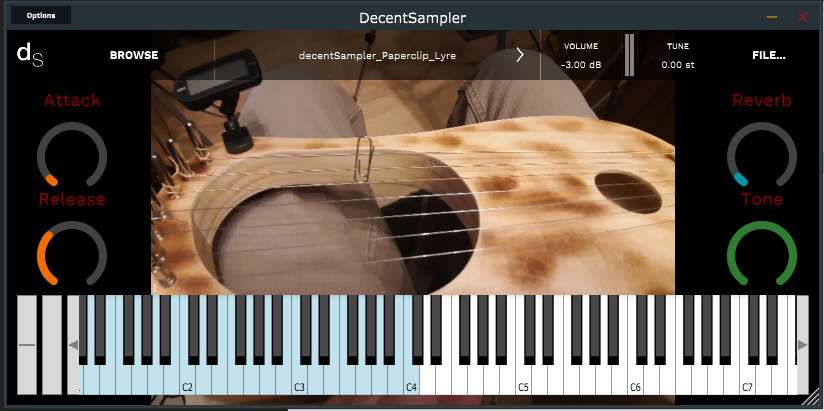 Options
DecentSampler
dS
BROWSE
decentSampler_Paperclip_Lyre
VOLUME
-3.00 dB
TUNE
0.00 st
FILE...
Attack
Reverb
Release
Tone
C2
C3
C4
C5
C6
C7